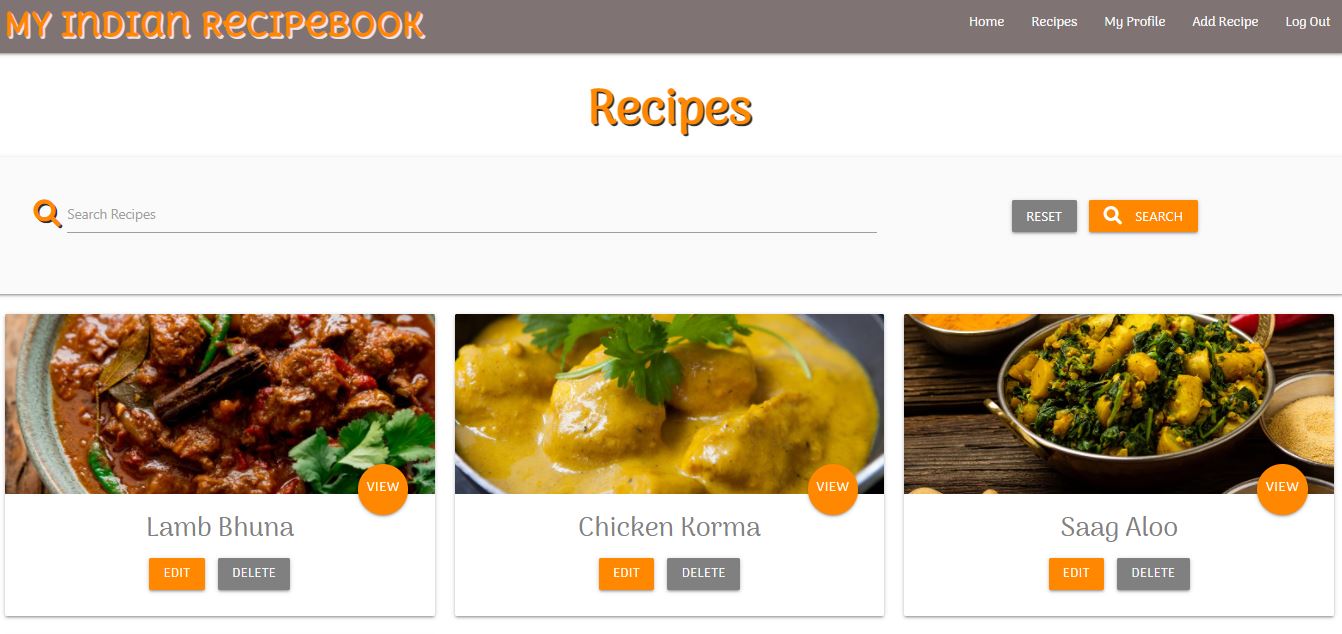 MY INDIAN RECIPEBOOK
Home Recipes My Profile Add Recipe Log Out
Recipes
Search Recipes RESET SEARCH
VIEW VIEW VIEW
Lamb Bhuna Chicken Korma Saag Aloo
EDIT DELETE EDIT DELETE EDIT DELETE